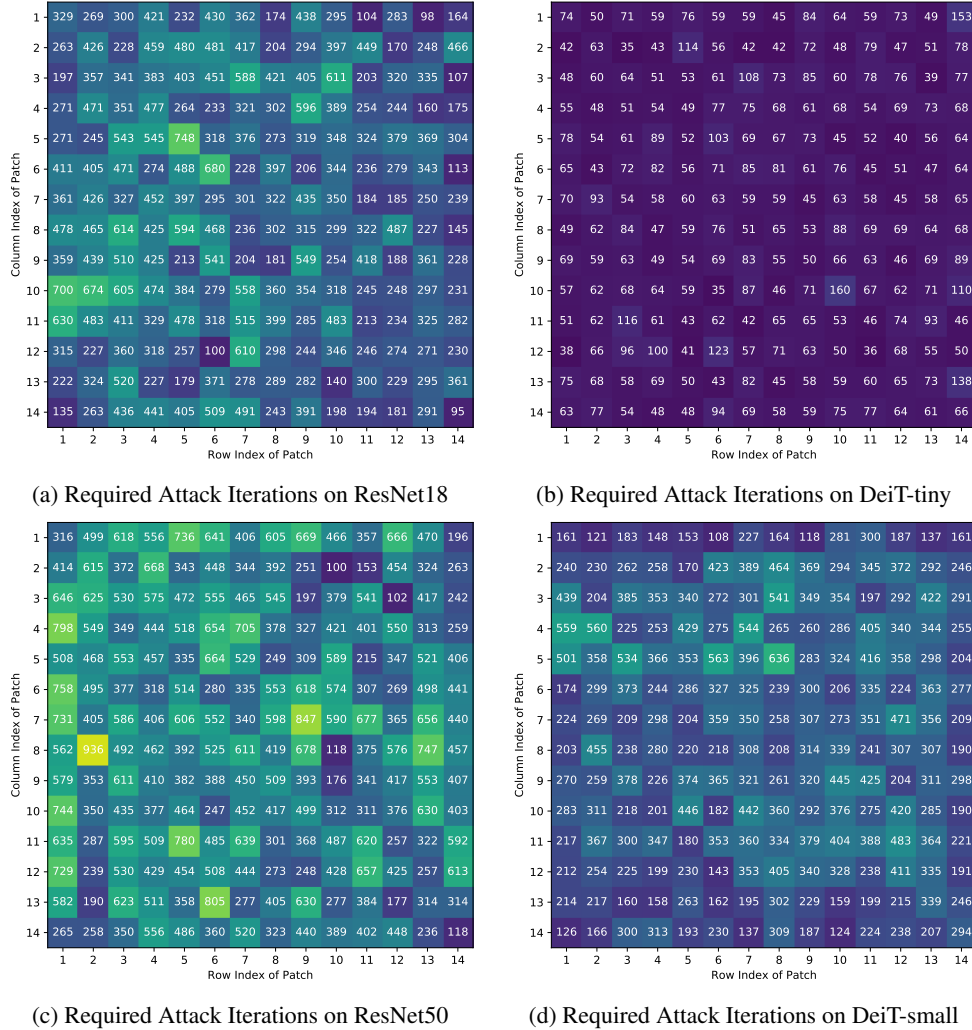 Column Index of Patch
1 329 269 300 421 232 430 362 174 438 295 104 283 98 164
2 263 426 228 459 480 481 417 204 294 397 449 170 248 466
3 197 357 341 383 403 451 588 421 405 611 203 320 335 107
4 271 471 351 477 264 233 321 302 596 389 254 244 160 175
5 271 245 543 545 748 318 376 273 319 348 324 379 369 304
6 411 405 471 274 488 680 228 397 206 344 236 279 343 113
7 361 426 327 452 397 295 301 322 435 350 184 185 250 239
8 478 465 614 425 594 468 236 302 315 299 322 487 227 145
9 359 439 510 425 213 541 204 181 549 254 418 188 361 228
10 700 674 605 474 384 279 558 360 354 318 245 248 297 231
11 630 483 411 329 478 318 515 399 285 483 213 234 325 282
12 315 227 360 318 257 100 610 298 244 346 246 274 271 230
13 222 324 520 227 179 371 278 289 282 140 300 229 295 361
14 135 263 436 441 405 509 491 243 391 198 194 181 291 95
1 2 3 4 5 6 7 8 9 10 11 12 13 14
Row Index of Patch
(a) Required Attack Iterations on ResNet18
Column Index of Patch
1 74 50 71 59 76 59 59 45 84 64 52 73 49 153
2 42 63 35 43 114 56 42 42 72 48 79 47 51 78
3 48 60 64 51 53 61 108 73 85 60 78 76 39 77
4 55 48 51 54 49 77 75 68 61 68 54 69 73 68
5 78 54 61 89 52 103 69 67 73 45 52 40 56 64
6 65 43 72 82 56 71 85 81 61 76 45 51 47 64
7 70 93 54 58 60 63 59 59 45 63 58 45 58 65
8 49 62 84 47 59 76 51 65 53 88 69 69 64 68
9 69 59 63 49 54 69 83 55 50 66 63 46 69 89
10 57 62 68 64 59 35 87 46 71 160 67 62 71 110
11 51 62 116 61 43 62 42 65 65 53 46 74 93 46
12 38 66 96 100 41 123 57 71 63 50 36 68 55 50
13 75 68 58 69 50 43 82 45 58 59 60 65 74 138
14 63 77 54 48 48 94 69 58 59 75 77 64 61 66
1 2 3 4 5 6 7 8 9 10 11 12 13 14
Row Index of Patch
(b) Required Attack Iterations on DeiT-tiny
Column Index of Patch
1 316 499 618 556 736 641 406 605 669 466 357 666 470 196
2 414 615 372 668 343 448 344 392 251 100 153 454 324 263
3 646 625 530 575 472 555 465 545 197 379 541 102 417 242
4 798 549 349 444 518 654 705 378 327 421 401 550 313 259
5 508 468 553 457 335 664 529 249 309 589 215 347 521 406
6 758 495 377 318 514 280 335 553 618 574 307 269 498 441
7 731 405 586 406 606 552 340 598 847 590 677 365 656 440
8 562 936 492 462 392 525 611 419 678 118 375 576 747 457
9 579 353 611 410 382 388 450 509 393 176 341 417 553 407
10 744 350 435 377 464 247 452 417 499 312 311 376 630 403
11 635 287 595 509 780 485 639 301 368 487 620 257 322 592
12 729 239 530 429 454 508 444 273 248 428 657 425 257 613
13 582 190 623 511 358 805 277 405 630 277 384 177 314 314
14 265 258 350 556 486 360 520 323 440 389 402 448 236 118
1 2 3 4 5 6 7 8 9 10 11 12 13 14
Row Index of Patch
(c) Required Attack Iterations on ResNet50
Column Index of Patch
1 161 121 183 148 153 108 227 164 118 281 300 187 137 161
2 240 230 262 258 170 423 389 464 369 294 345 372 292 246
3 439 204 385 353 340 272 301 541 349 354 197 292 422 291
4 559 560 225 253 429 275 544 265 260 286 405 340 344 255
5 501 358 534 366 353 563 396 636 283 324 416 358 298 204
6 174 299 373 244 286 327 325 239 300 206 335 224 363 277
7 224 269 209 298 204 359 350 258 307 273 351 471 356 209
8 203 455 238 280 220 218 308 208 314 339 241 307 307 190
9 270 259 378 226 374 365 321 261 320 445 425 204 311 298
10 283 311 218 201 446 182 442 360 292 376 275 420 285 190
11 217 367 300 347 180 353 360 334 379 404 388 483 364 221
12 212 254 225 199 230 143 353 405 340 328 238 411 335 191
13 214 217 160 158 263 162 195 302 229 159 199 215 339 246
14 126 166 300 313 193 230 137 309 187 124 224 238 207 294
1 2 3 4 5 6 7 8 9 10 11 12 13 14
Row Index of Patch
(d) Required Attack Iterations on DeiT-small